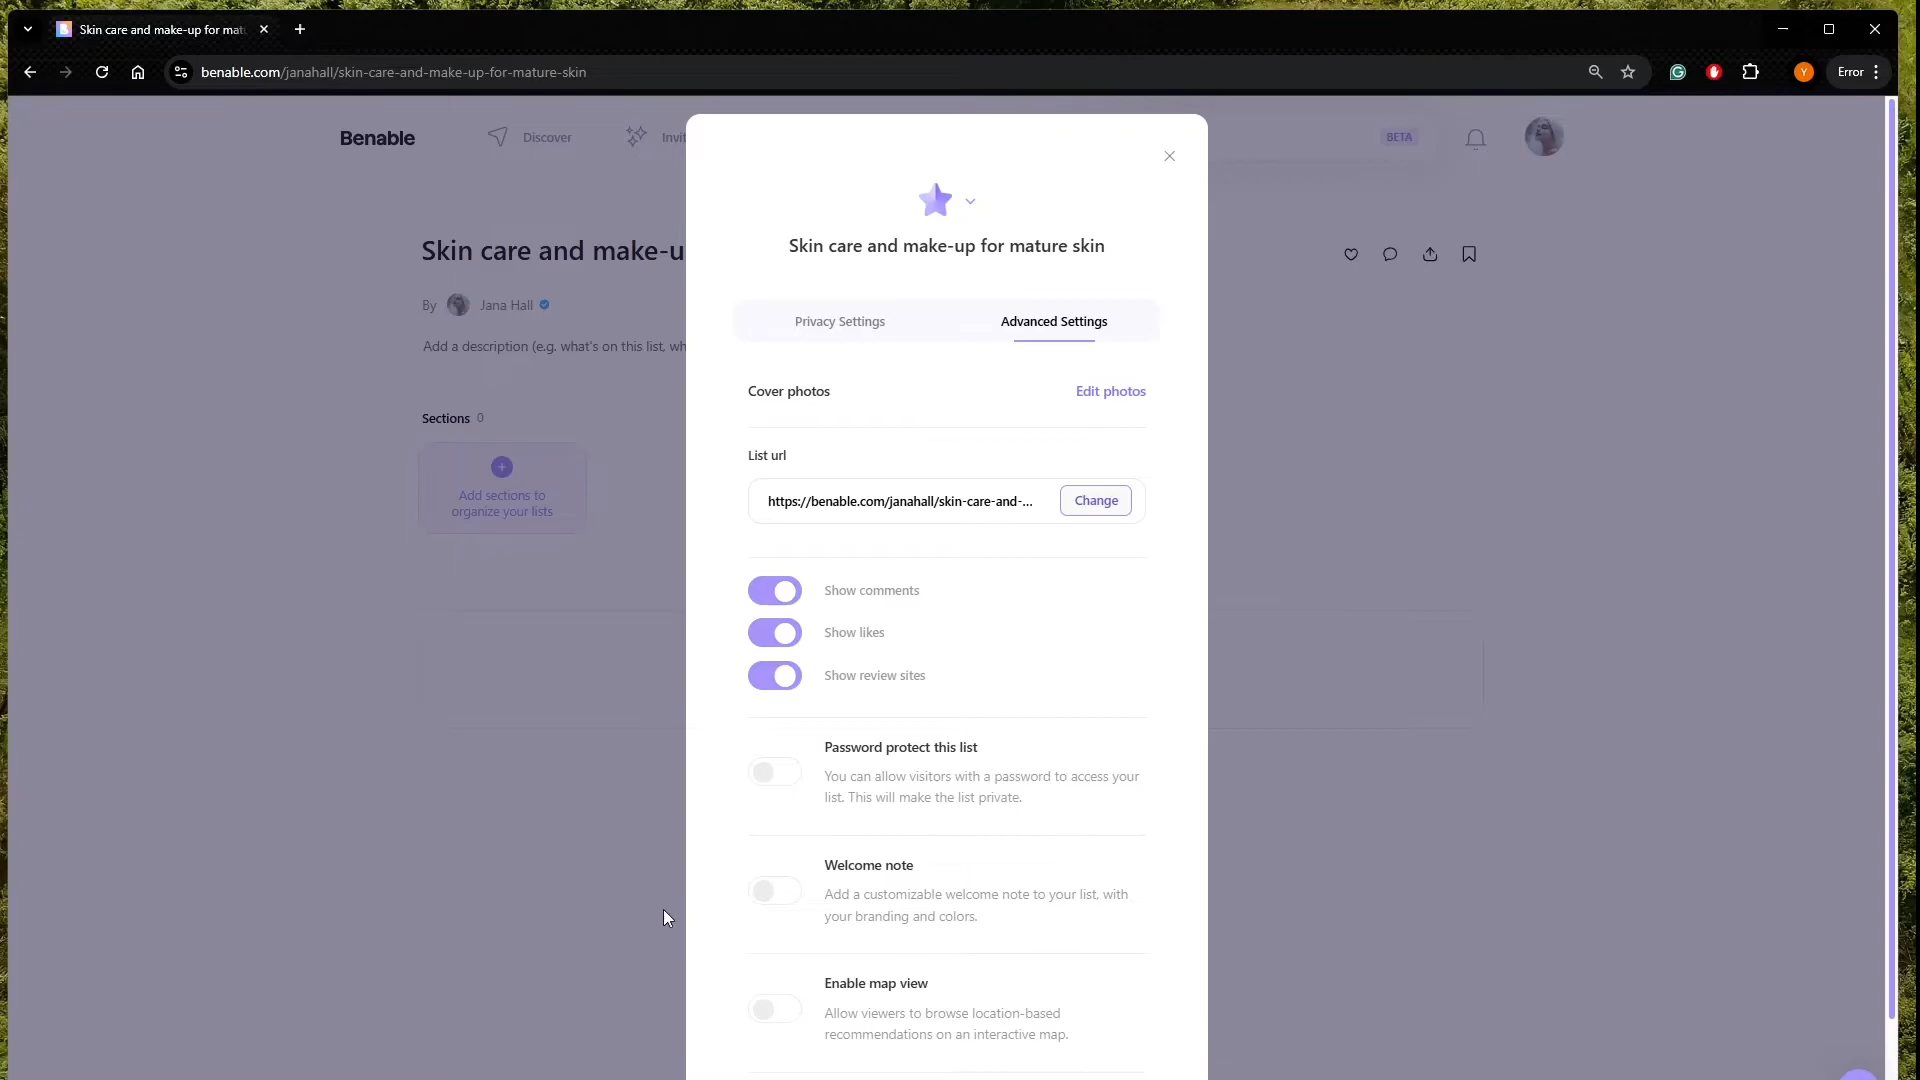 Skin care and make-up for mat
benable.com/janahall/skin-care-and-make-up-for-mature-skin
Y
Error
Benable
Discover
Invit
BETA
Skin care and make-u
By Jana Hall
Add a description (e.g. what's on this list, wh
Sections 0
Add sections to
organize your lists
Skin care and make-up for mature skin
Privacy Settings
Advanced Settings
Cover photos
Edit photos
List url
https://benable.com/janahall/skin-care-and-...
Change
Show comments
Show likes
Show review sites
Password protect this list
You can allow visitors with a password to access your
list. This will make the list private.
Welcome note
Add a customizable welcome note to your list, with
your branding and colors.
Enable map view
Allow viewers to browse location-based
recommendations on an interactive map.